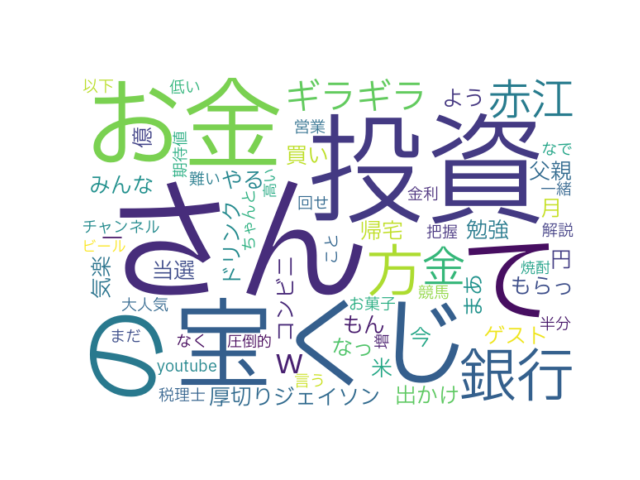 以下
低い
お金
億
期待値
ギラギラ
よう
赤江
営業
買い
投資
なで
父親
一緒
みんな
難い
やる
高い
さん
回せ
金利
月
チャンネル
ビール
ー
気楽
当選
ドリンク
ちゃんと
コンビニ
帰宅
方
把握
勉強
金
て
解説
円
焼酎
もらっ
大人気
の
宝くじ
お菓子
競馬
まあ
まだ
なく
圧倒的
もん
なっ
今
ゲスト
半分
銀行
youtube
w
米
税理士
厚切りジェイソン
言う
出かけ